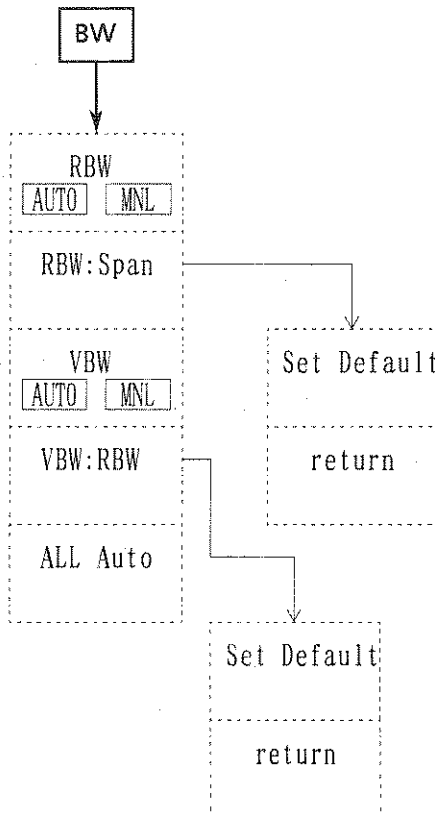 BW
RBW
AUTO MNL
RBW:Span
VBW
AUTO MNL
VBW:RBW
ALL Auto
Set Default
return
Set Default
return